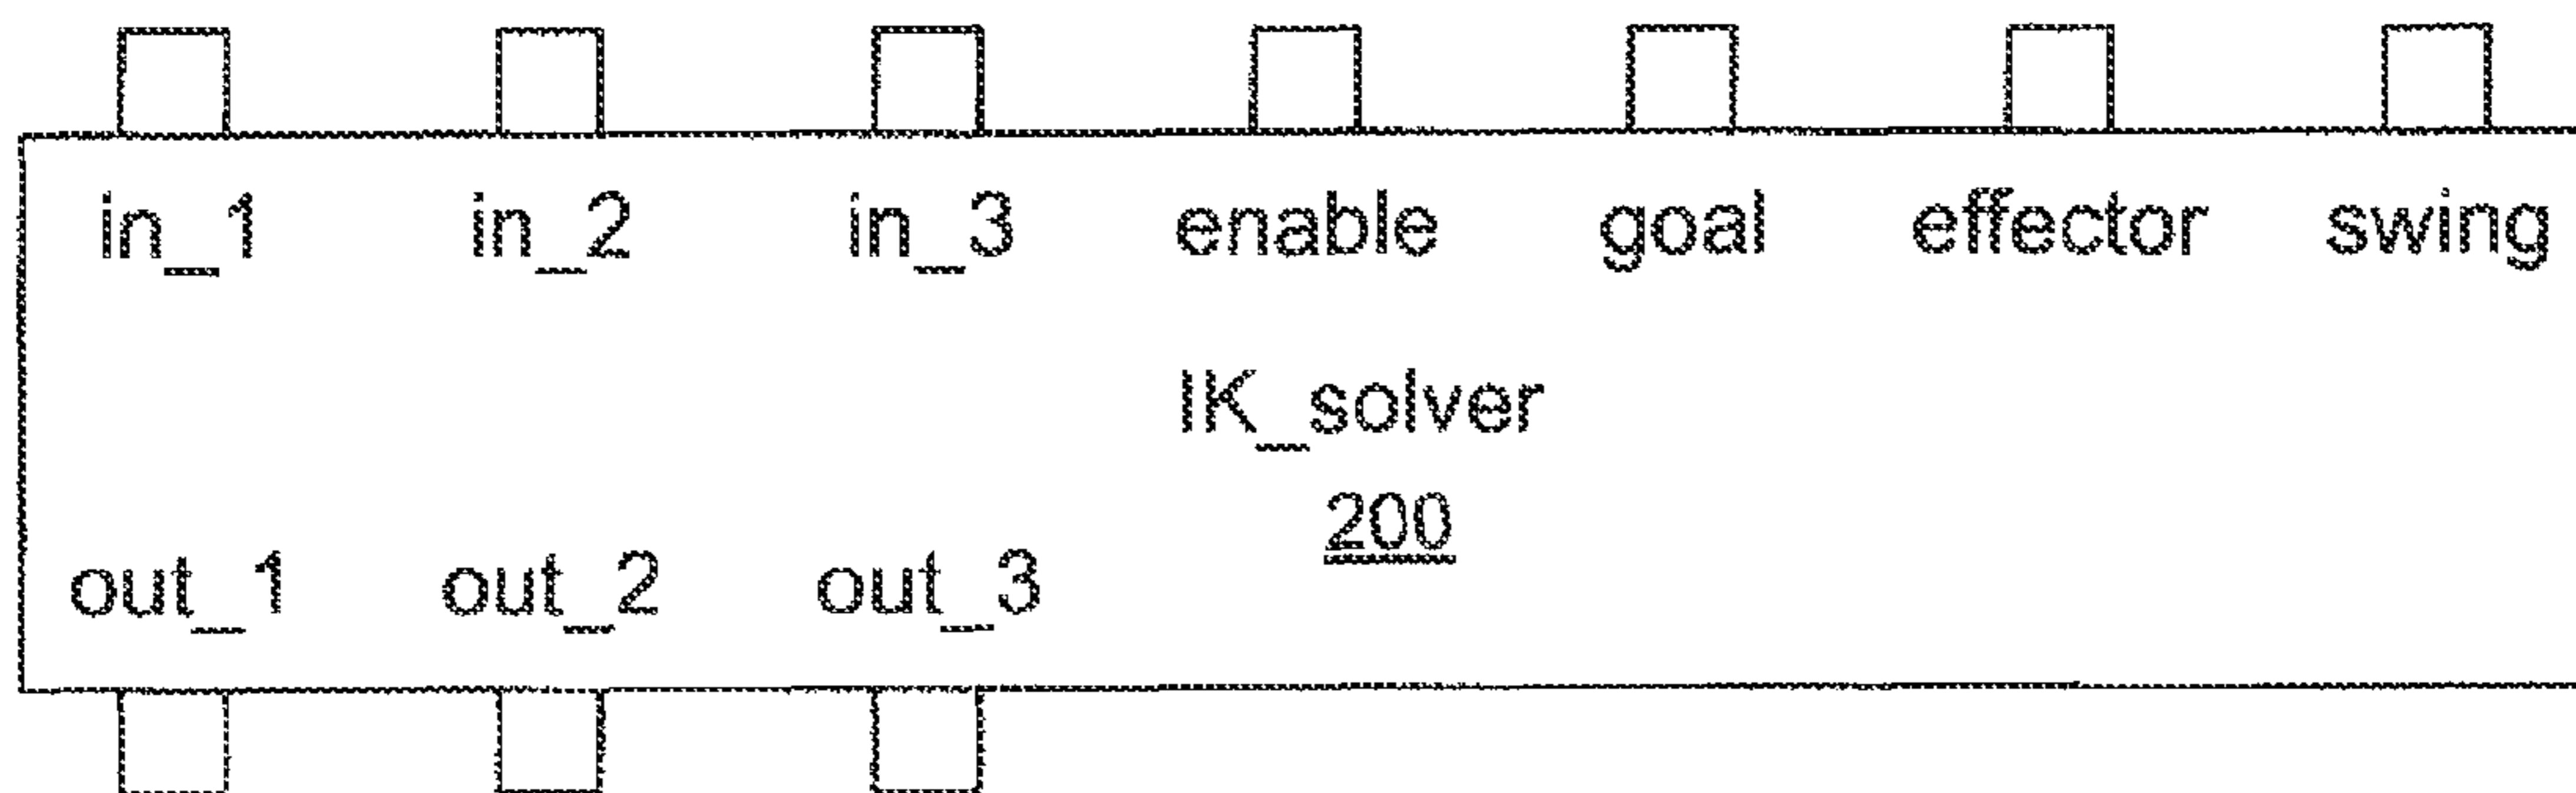 in_1 in_2 in_3 enable goal effector swing
IK_solver
200
out_1 out_2 out_3